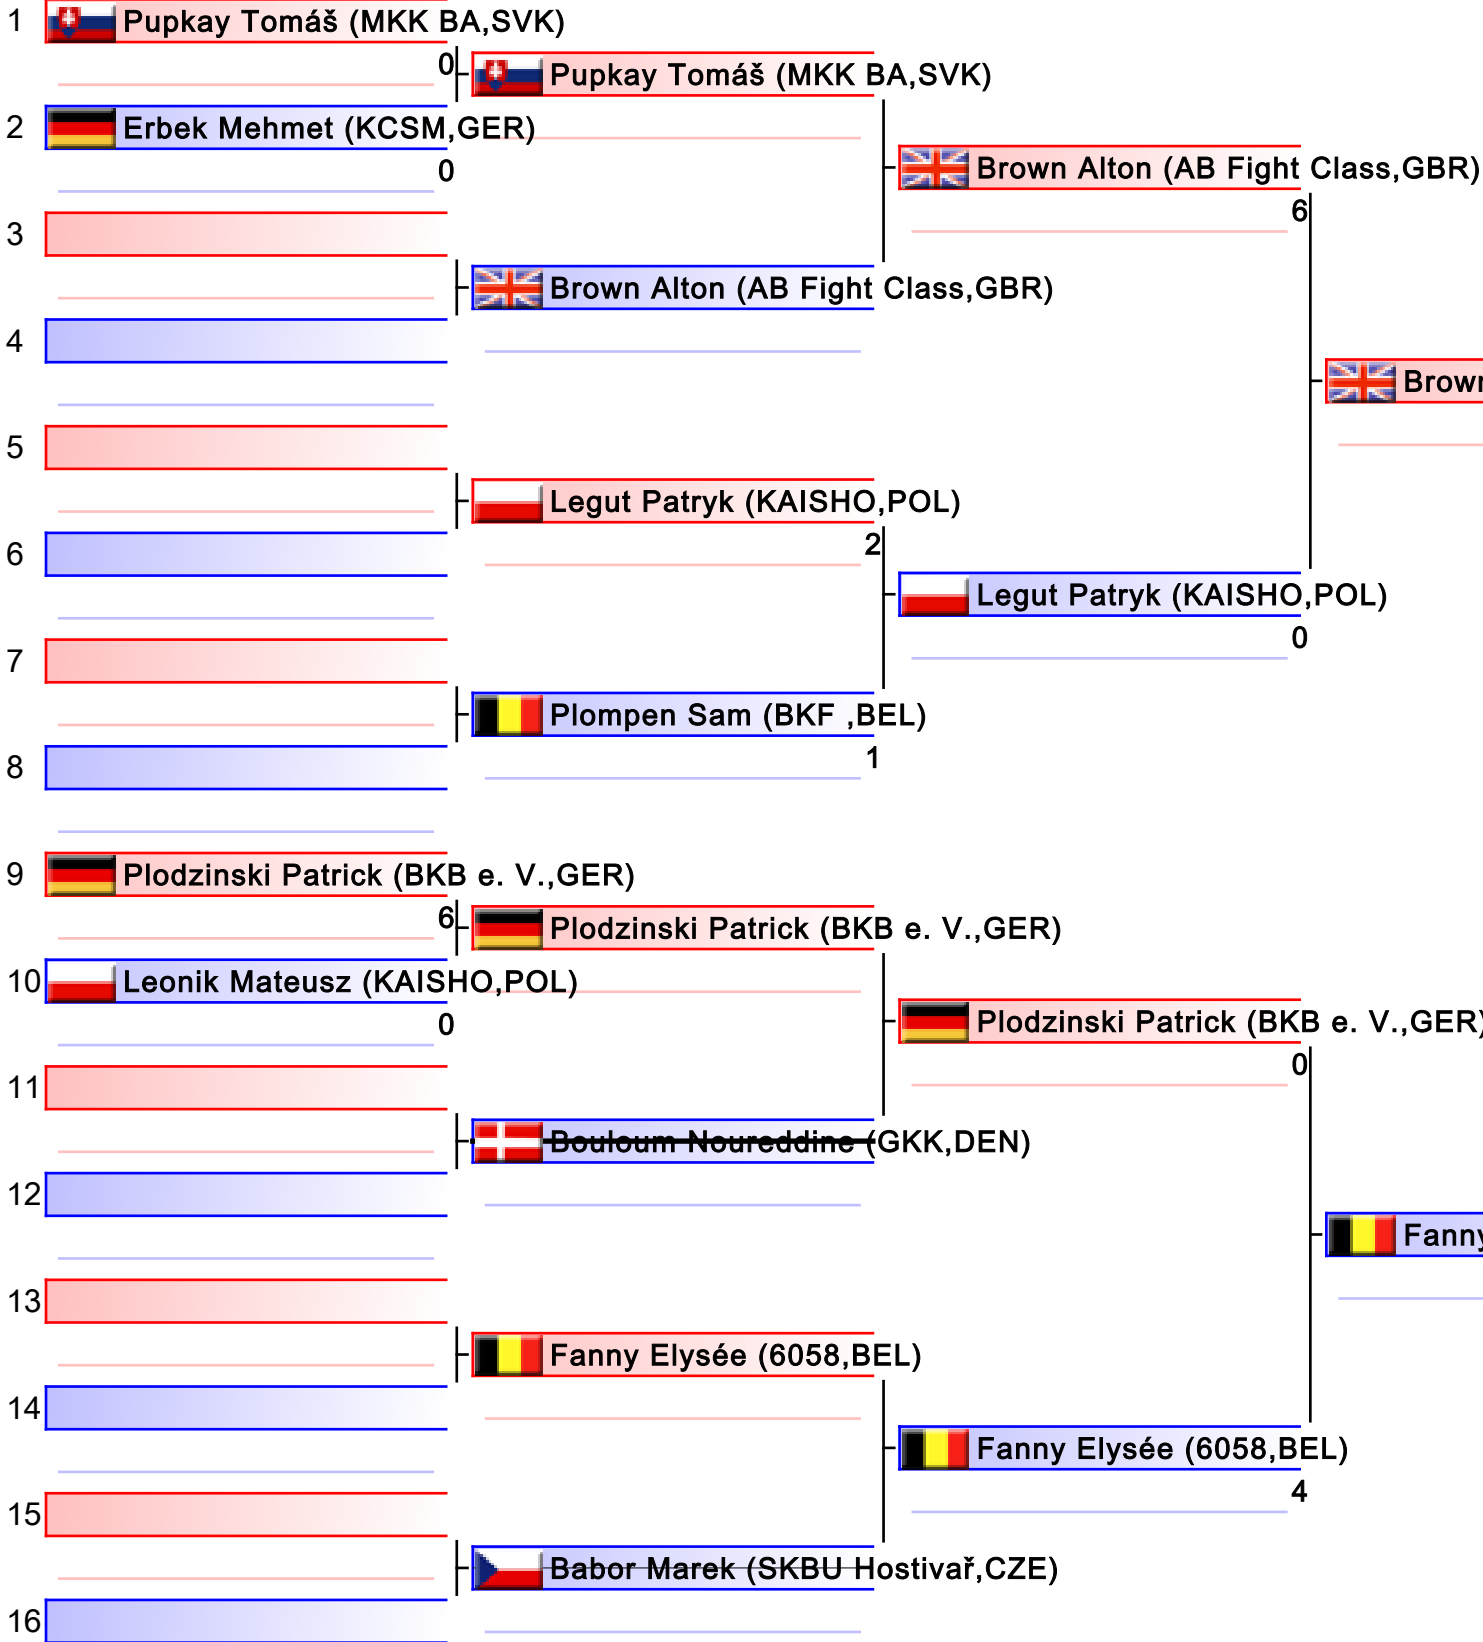 1 Pupkay Tomáš (MKK BA,SVK)
0 Pupkay Tomáš (MKK BA,SVK)
2 Erbek Mehmet (KCSM,GER)
0
Brown Alton (AB Fight Class,GBR)
6
3
Brown Alton (AB Fight Class,GBR)
4
Brown
5
Legut Patryk (KAISHO,POL)
2
6
Legut Patryk (KAISHO,POL)
0
7
Plompen Sam (BKF ,BEL)
1
8
9 Plodzinski Patrick (BKB e. V.,GER)
6 Plodzinski Patrick (BKB e. V.,GER)
10 Leonik Mateusz (KAISHO,POL)
0
Plodzinski Patrick (BKB e. V.,GER)
0
11
Bouloum Noureddine (GKK,DEN)
12
Fanny
13
Fanny Elysée (6058,BEL)
14
Fanny Elysée (6058,BEL)
4
15
Babor Marek (SKBU Hostivař,CZE)
16